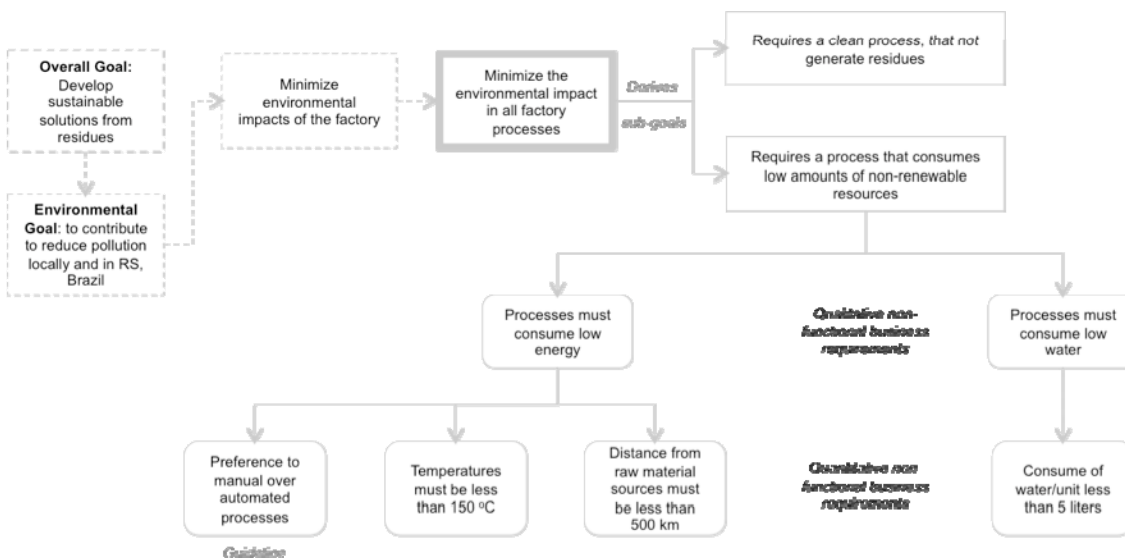 Overall Goal:
Develop
sustainable
solutions from
residues
Environmental
Goal: to contribute
to reduce pollution
locally and in RS,
Brazil
Minimize
environmental
impacts of the factory
Minimize the
environmental impact
in all factory
processes
Derives
sub-goals
Requires a clean process, that not
generate residues
Requires a process that consumes
low amounts of non-renewable
resources
Processes must
consume low
energy
Qualitative non-
functional business
requirements
Processes must
consume low
water
Preference to
manual over
automated
processes
Guideline
Temperatures
must be less
than 150 ºC
Distance from
raw material
sources must
be less than
500 km
Quantitative non
functional business
requirements
Consume of
water/unit less
than 5 liters